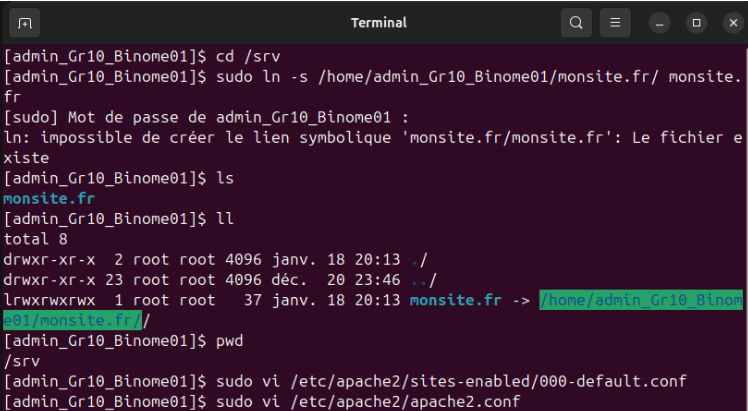 Terminal
[admin_Gr10_Binome01]$ cd /srv
[admin_Gr10_Binome01]$ sudo ln -s /home/admin_Gr10_Binome01/monsite.fr/ monsite.
fr
[sudo] Mot de passe de admin_Gr10_Binome01 :
ln: impossible de créer le lien symbolique 'monsite.fr/monsite.fr': Le fichier e
xiste
[admin_Gr10_Binome01]$ ls
monsite.fr
[admin_Gr10_Binome01]$ ll
total 8
drwxr-xr-x  2 root root 4096 janv. 18 20:13 ./
drwxr-xr-x 23 root root 4096 déc.  20 23:46 ../
lrwxrwxrwx  1 root root   37 janv. 18 20:13 monsite.fr -> /home/admin_Gr10_Binom
e01/monsite.fr//
[admin_Gr10_Binome01]$ pwd
/srv
[admin_Gr10_Binome01]$ sudo vi /etc/apache2/sites-enabled/000-default.conf
[admin_Gr10_Binome01]$ sudo vi /etc/apache2/apache2.conf